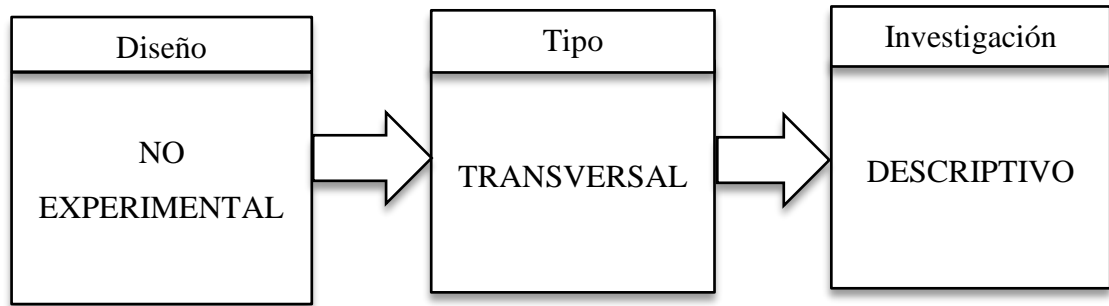 Diseño
NO
EXPERIMENTAL
Tipo
TRANSVERSAL
Investigación
DESCRIPTIVO